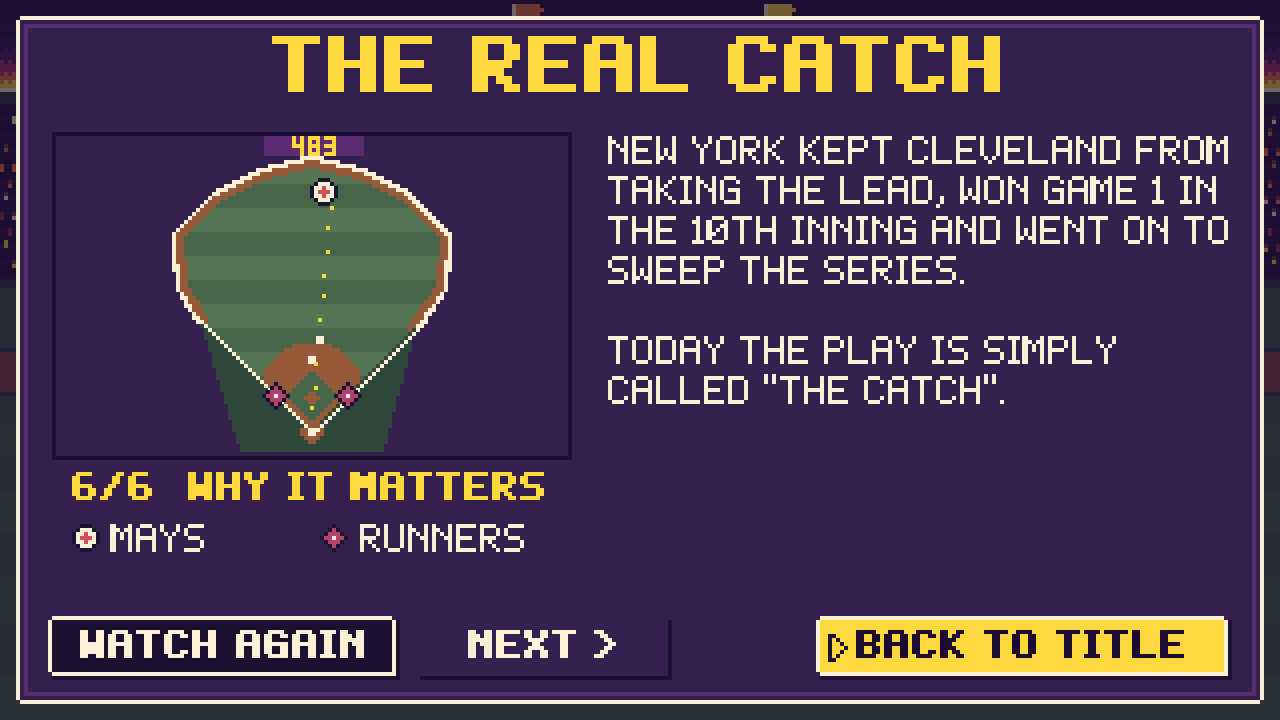 THE REAL CATCH
483
NEW YORK KEPT CLEVELAND FROM
TAKING THE LEAD, WON GAME 1 IN
THE 10TH INNING AND WENT ON TO
SWEEP THE SERIES.
TODAY THE PLAY IS SIMPLY
CALLED "THE CATCH".
6/6 WHY IT MATTERS
MAYS
RUNNERS
WATCH AGAIN
NEXT >
BACK TO TITLE